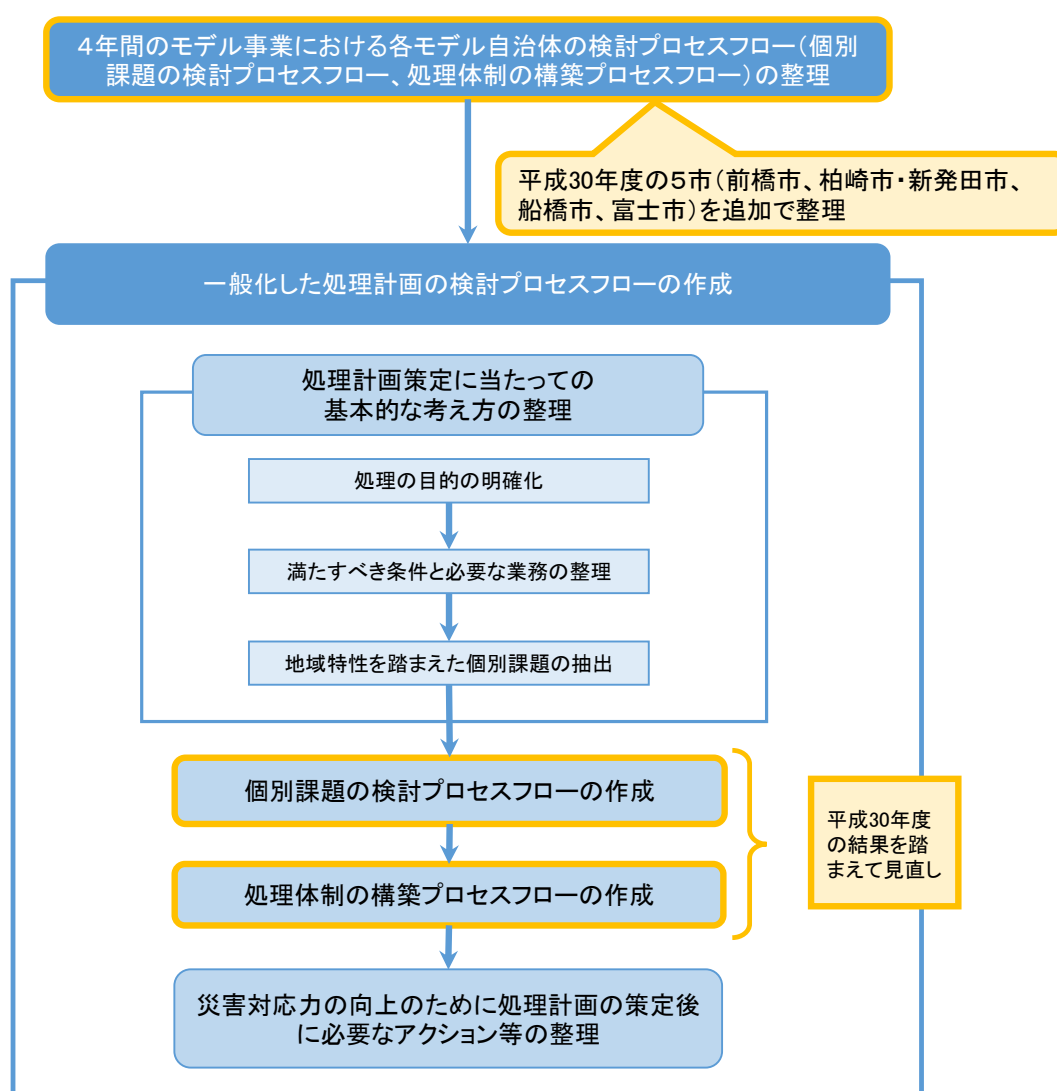 ４年間のモデル事業における各モデル自治体の検討プロセスフロー（個別
課題の検討プロセスフロー、処理体制の構築プロセスフロー）の整理
平成30年度の５市（前橋市、柏崎市・新発田市、
船橋市、富士市）を追加で整理
一般化した処理計画の検討プロセスフローの作成
処理計画策定に当たっての
基本的な考え方の整理
処理の目的の明確化
満たすべき条件と必要な業務の整理
地域特性を踏まえた個別課題の抽出
個別課題の検討プロセスフローの作成
処理体制の構築プロセスフローの作成
平成30年度
の結果を踏
まえて見直し
災害対応力の向上のために処理計画の策定後
に必要なアクション等の整理